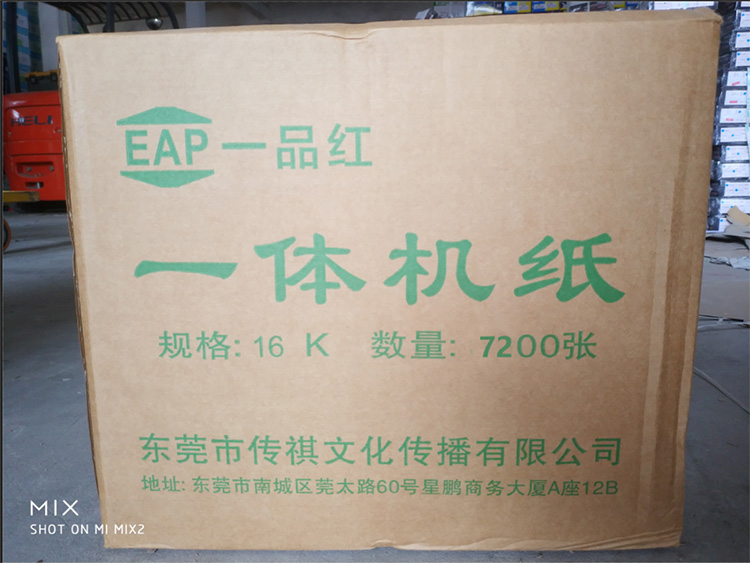 HELI
EAP 一品红
一体机纸
规格: 16 K 数量: 7200张
东莞市传祺文化传播有限公司
地址: 东莞市南城区莞太路60号星鹏商务大厦A座12B
MIX
SHOT ON MI MIX2